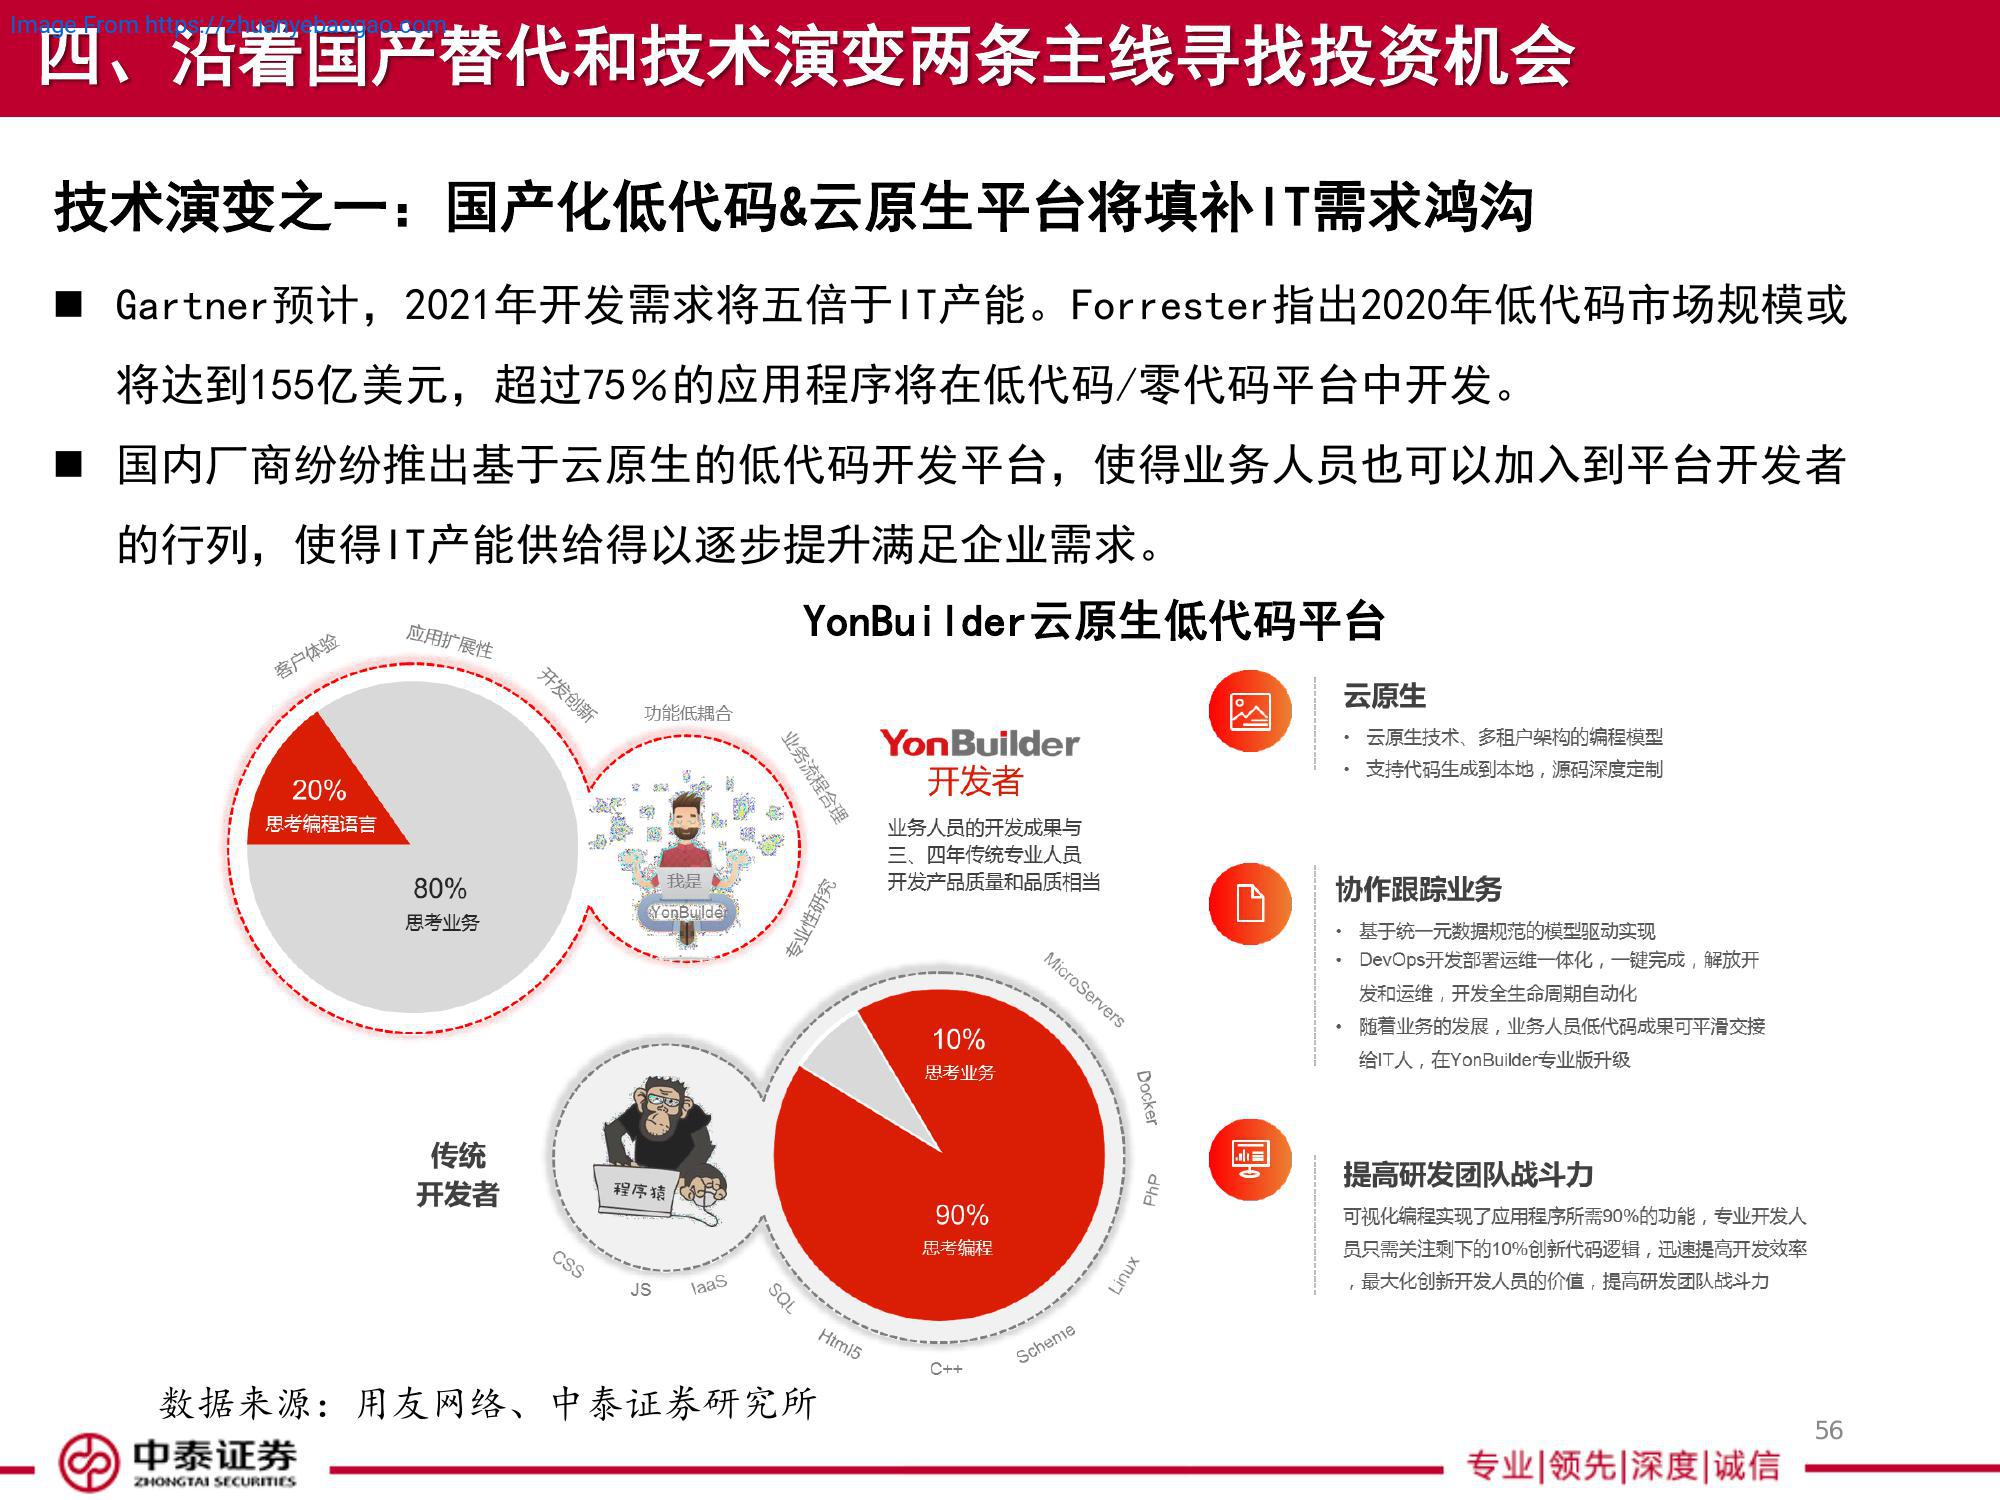 Image From https://zhuanyebaogao.com
四、沿着国产替代和技术演变两条主线寻找投资机会
技术演变之一：国产化低代码&云原生平台将填补IT需求鸿沟
■ Gartner预计，2021年开发需求将五倍于IT产能。Forrester指出2020年低代码市场规模或
将达到155亿美元，超过75%的应用程序将在低代码/零代码平台中开发。
■ 国内厂商纷纷推出基于云原生的低代码开发平台，使得业务人员也可以加入到平台开发者
的行列，使得IT产能供给得以逐步提升满足企业需求。
YonBuilder云原生低代码平台
客户体验
应用扩展性
开发创新
功能低耦合
业务流程合理
专业性研究
20%
思考编程语言
80%
思考业务
我是
YonBuilder
YonBuilder
开发者
业务人员的开发成果与
三、四年传统专业人员
开发产品质量和品质相当
传统
开发者
程序猿
10%
思考业务
90%
思考编程
MicroServers
Docker
PhP
Linux
Scheme
C++
Html5
SQL
IaaS
JS
CSS
云原生
• 云原生技术、多租户架构的编程模型
• 支持代码生成到本地，源码深度定制
协作跟踪业务
• 基于统一元数据规范的模型驱动实现
• DevOps开发部署运维一体化，一键完成，解放开
发和运维，开发全生命周期自动化
• 随着业务的发展，业务人员低代码成果可平滑交接
给IT人，在YonBuilder专业版升级
提高研发团队战斗力
可视化编程实现了应用程序所需90%的功能，专业开发人
员只需关注剩下的10%创新代码逻辑，迅速提高开发效率
，最大化创新开发人员的价值，提高研发团队战斗力
数据来源：用友网络、中泰证券研究所
56
中泰证券
ZHONGTAI SECURITIES
专业|领先|深度|诚信